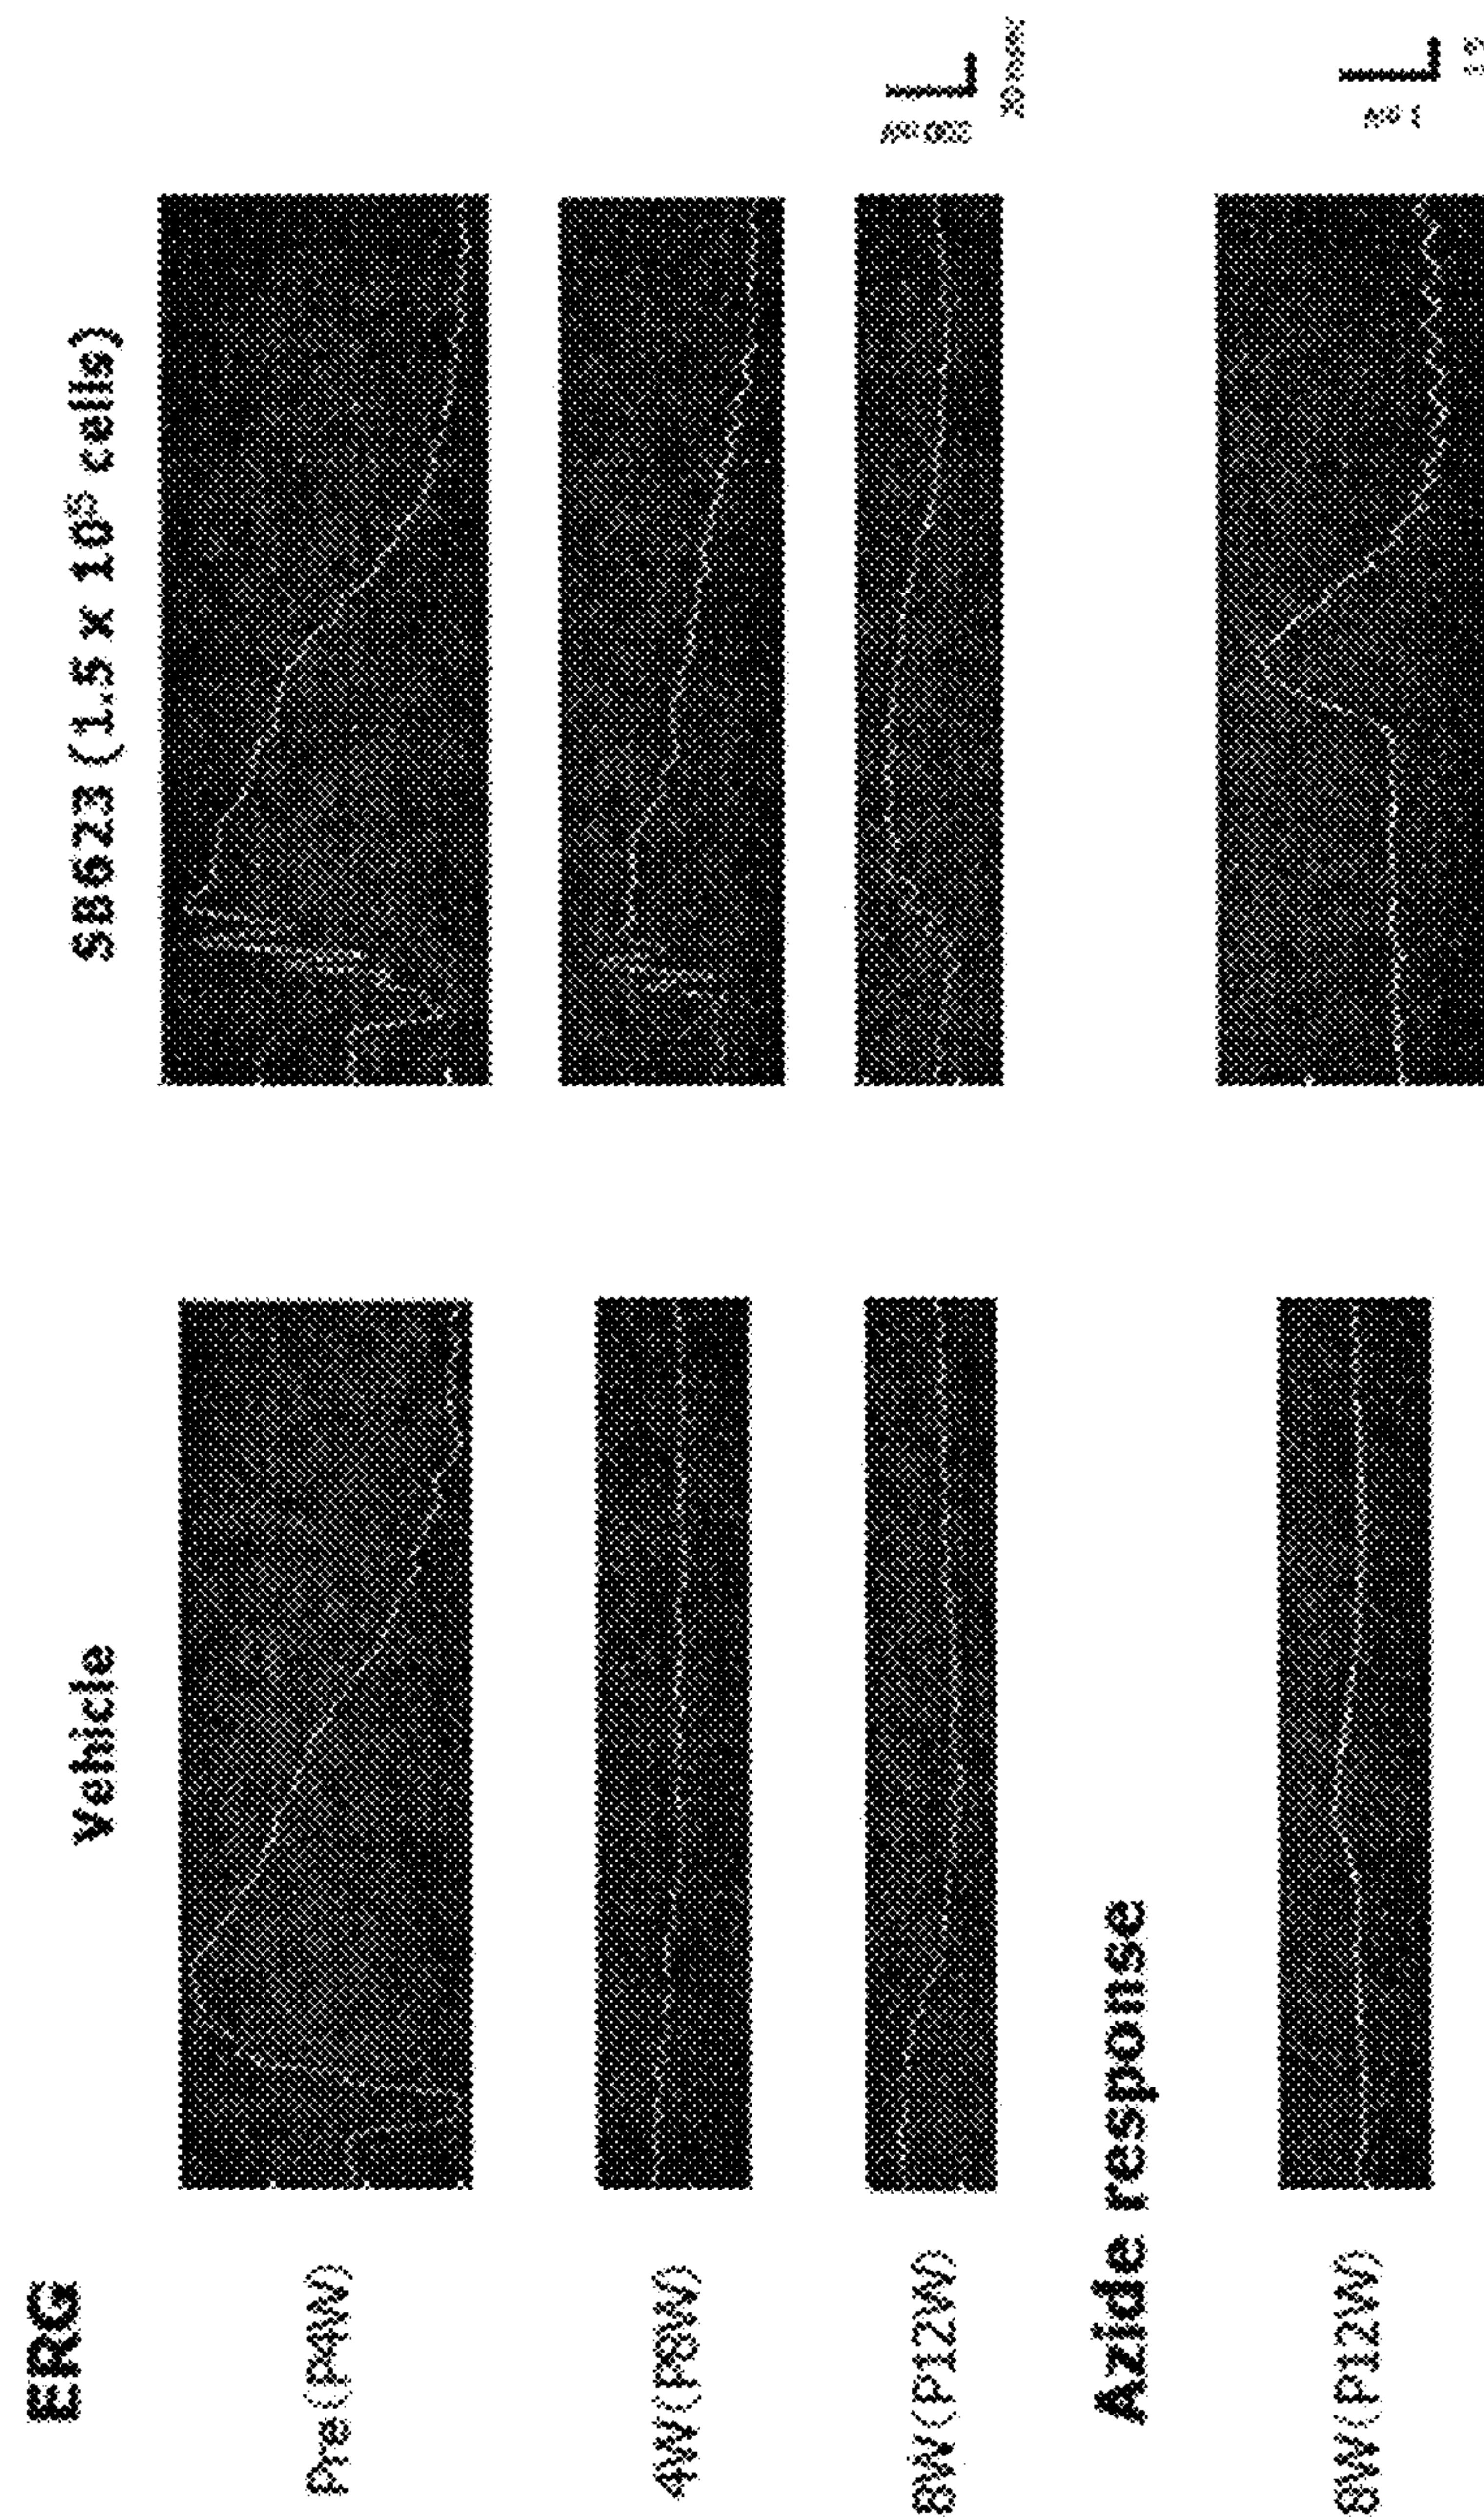 ERG
Vehicle
SB623 (1.5 x 10⁵ cells)
Pre(P4W)
4W(P8W)
8W(P12W)
Azide response
8W(P12W)